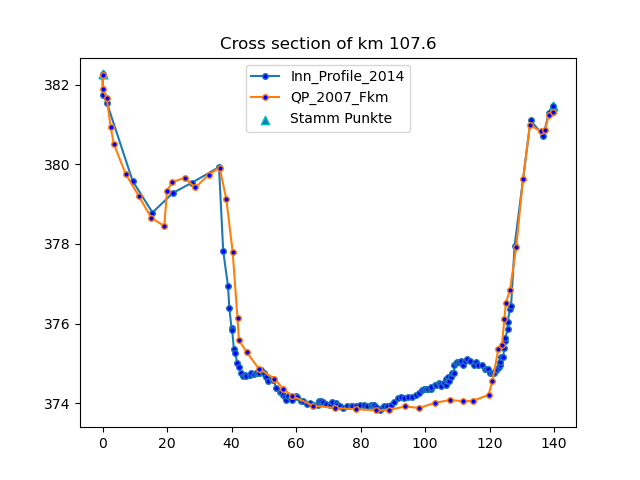 Cross section of km 107.6
Inn_Profile_2014
QP_2007_Fkm
Stamm Punkte
382
380
378
376
374
0 20 40 60 80 100 120 140